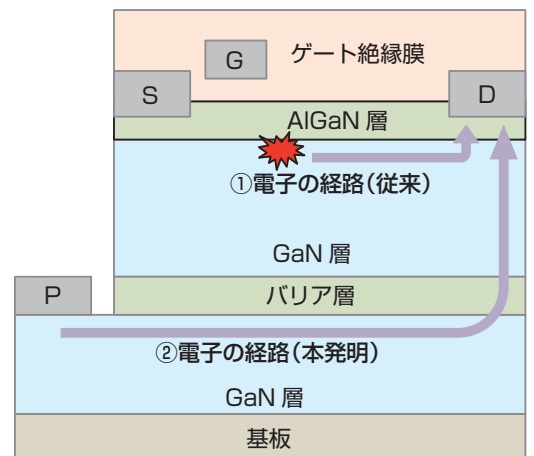 G
ゲート絶縁膜
S
D
AlGaN 層
①電子の経路(従来)
GaN 層
P
バリア層
②電子の経路(本発明)
GaN 層
基板